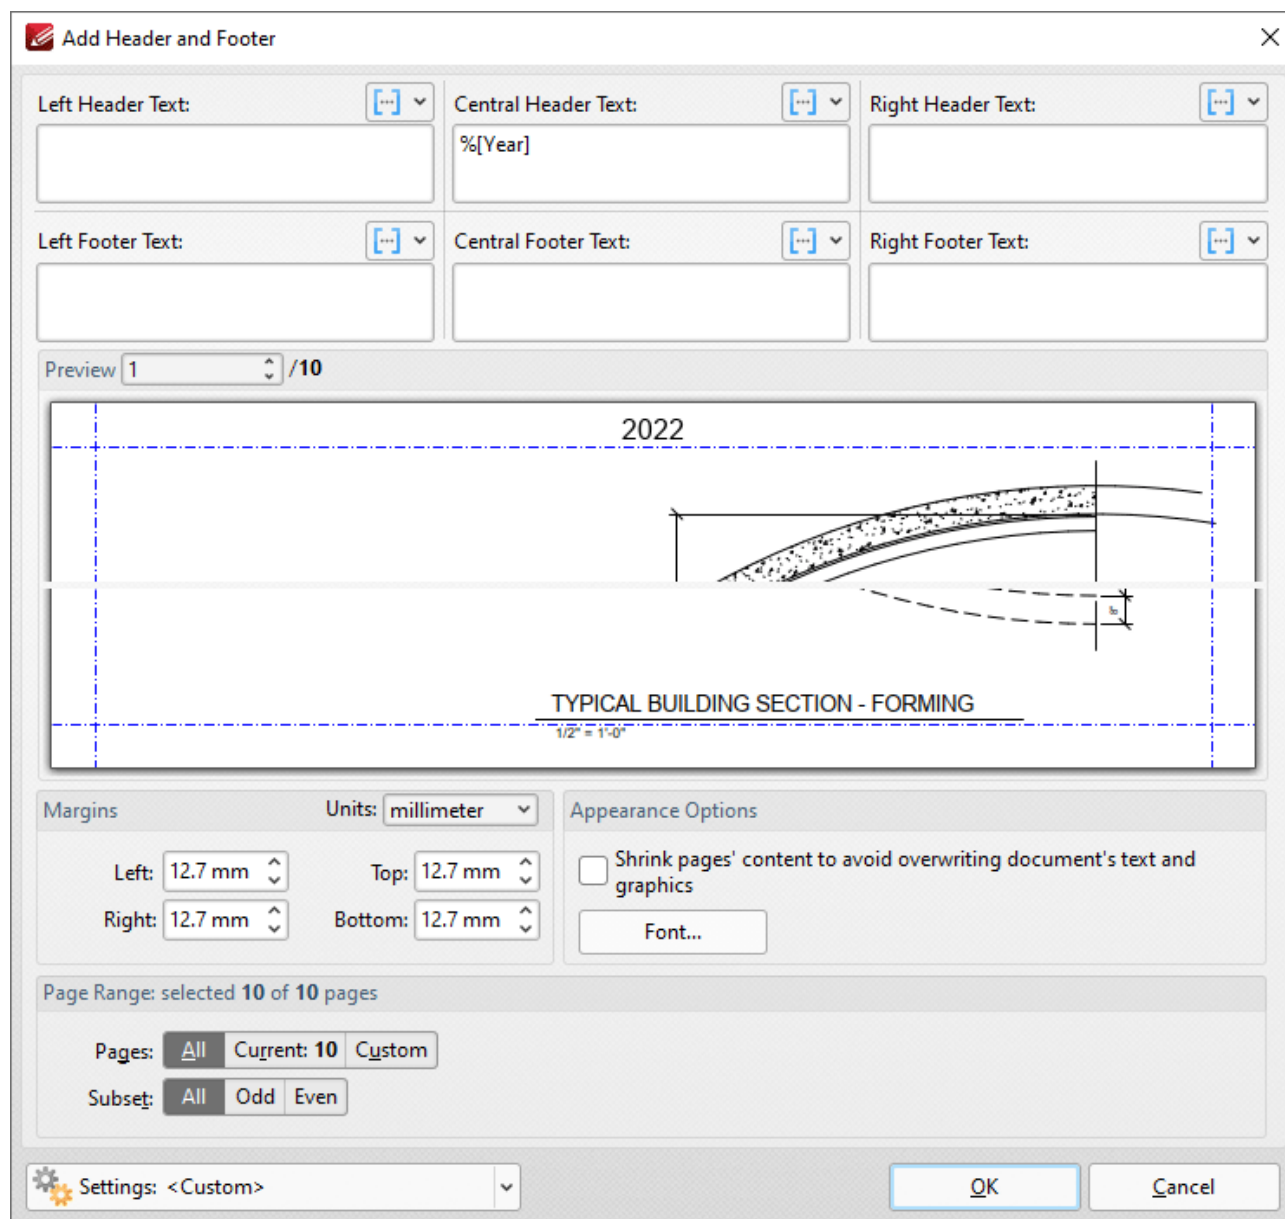 Add Header and Footer
Left Header Text:
Central Header Text:
Right Header Text:
%[Year]
Left Footer Text:
Central Footer Text:
Right Footer Text:
Preview 1 /10
2022
8"
TYPICAL BUILDING SECTION - FORMING
1/2" = 1'-0"
Margins
Units: millimeter
Appearance Options
Left: 12.7 mm
Top: 12.7 mm
Shrink pages' content to avoid overwriting document's text and
graphics
Right: 12.7 mm
Bottom: 12.7 mm
Font...
Page Range: selected 10 of 10 pages
Pages: All Current: 10 Custom
Subset: All Odd Even
Settings: <Custom>
OK
Cancel